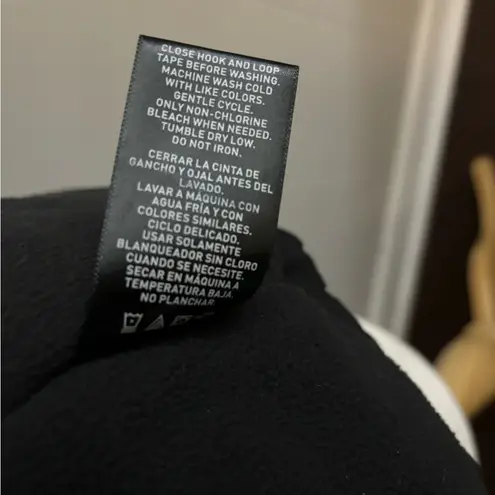 CLOSE HOOK AND LOOP
TAPE BEFORE WASHING.
MACHINE WASH COLD
WITH LIKE COLORS.
GENTLE CYCLE.
ONLY NON-CHLORINE
BLEACH WHEN NEEDED.
TUMBLE DRY LOW.
DO NOT IRON.
CERRAR LA CINTA DE
GANCHO Y OJAL ANTES DEL
LAVADO.
LAVAR A MÁQUINA CON
AGUA FRÍA Y CON
COLORES SIMILARES.
CICLO DELICADO.
USAR SOLAMENTE
BLANQUEADOR SIN CLORO
CUANDO SE NECESITE.
SECAR EN MÁQUINA A
TEMPERATURA BAJA.
NO PLANCHAR